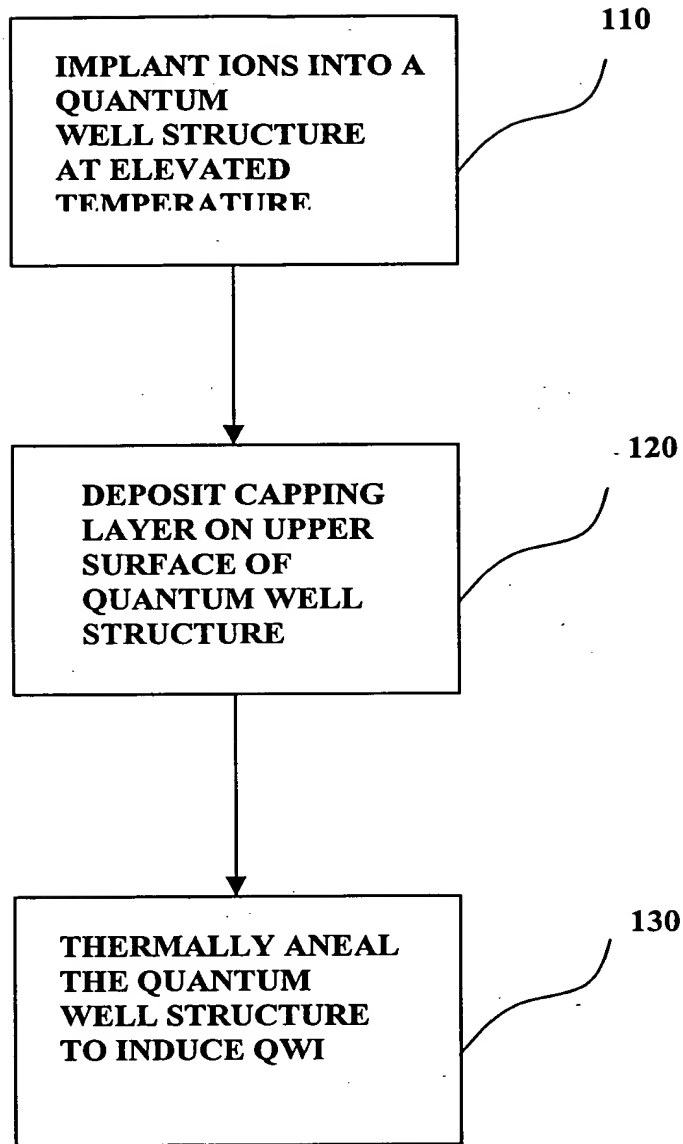 110
IMPLANT IONS INTO A
QUANTUM
WELL STRUCTURE
AT ELEVATED
TEMPERATURE
120
DEPOSIT CAPPING
LAYER ON UPPER
SURFACE OF
QUANTUM WELL
STRUCTURE
130
THERMALLY ANEAL
THE QUANTUM
WELL STRUCTURE
TO INDUCE QWI